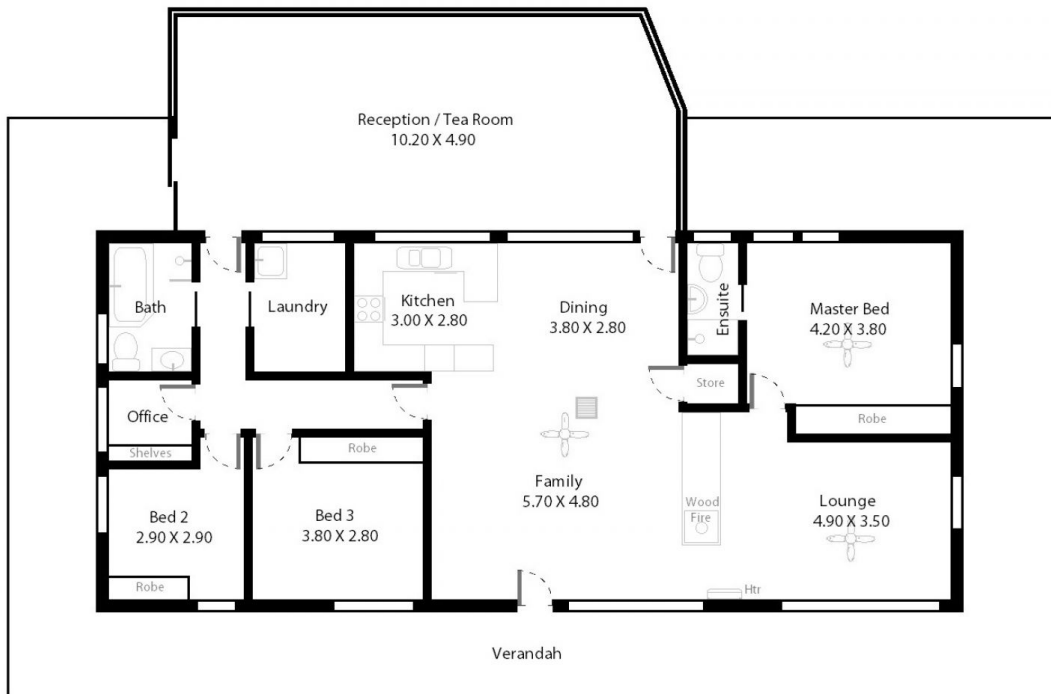 Reception / Tea Room
10.20 X 4.90
Bath
Laundry
Kitchen
3.00 X 2.80
Dining
3.80 X 2.80
Ensuite
Master Bed
4.20 X 3.80
Store
Office
Shelves
Robe
Robe
Family
5.70 X 4.80
Wood
Fire
Lounge
4.90 X 3.50
Bed 2
2.90 X 2.90
Bed 3
3.80 X 2.80
Robe
Htr
Verandah